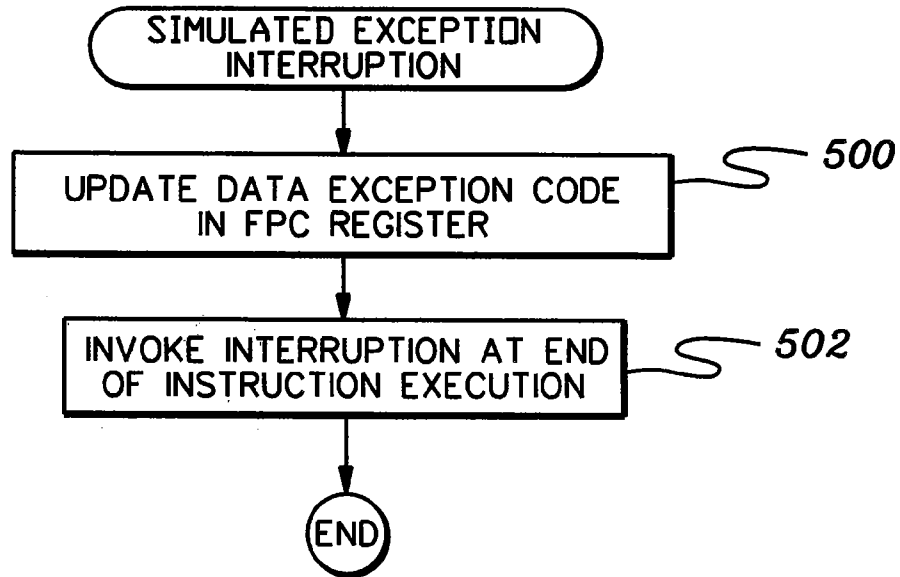 SIMULATED EXCEPTION
INTERRUPTION
500
UPDATE DATA EXCEPTION CODE
IN FPC REGISTER
502
INVOKE INTERRUPTION AT END
OF INSTRUCTION EXECUTION
END